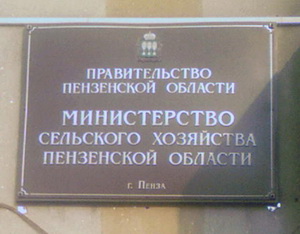 ПРАВИТЕЛЬСТВО
ПЕНЗЕНСКОЙ ОБЛАСТИ
МИНИСТЕРСТВО
СЕЛЬСКОГО ХОЗЯЙСТВА
ПЕНЗЕНСКОЙ ОБЛАСТИ
г. ПЕНЗА